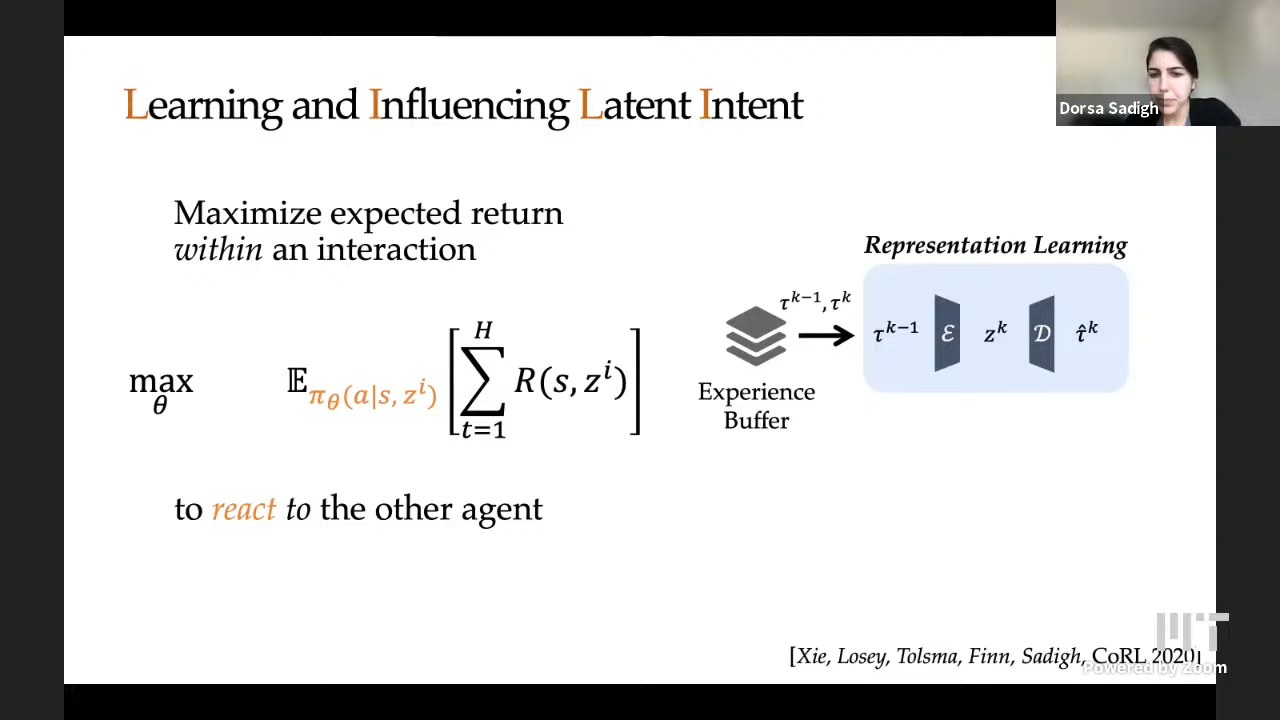 Learning and Influencing Latent Intent
Dorsa Sadigh
Maximize expected return
within an interaction
max θ 𝔼 π_θ(a|s, z^i) [ ∑_{t=1}^{H} R(s, z^i) ]
to react to the other agent
Representation Learning
τ^{k−1}, τ^k
τ^{k−1} ℰ z^k 𝒟 τ̂^k
Experience
Buffer
[Xie, Losey, Tolsma, Finn, Sadigh, CoRL 2020]
MIT
Powered by Zoom